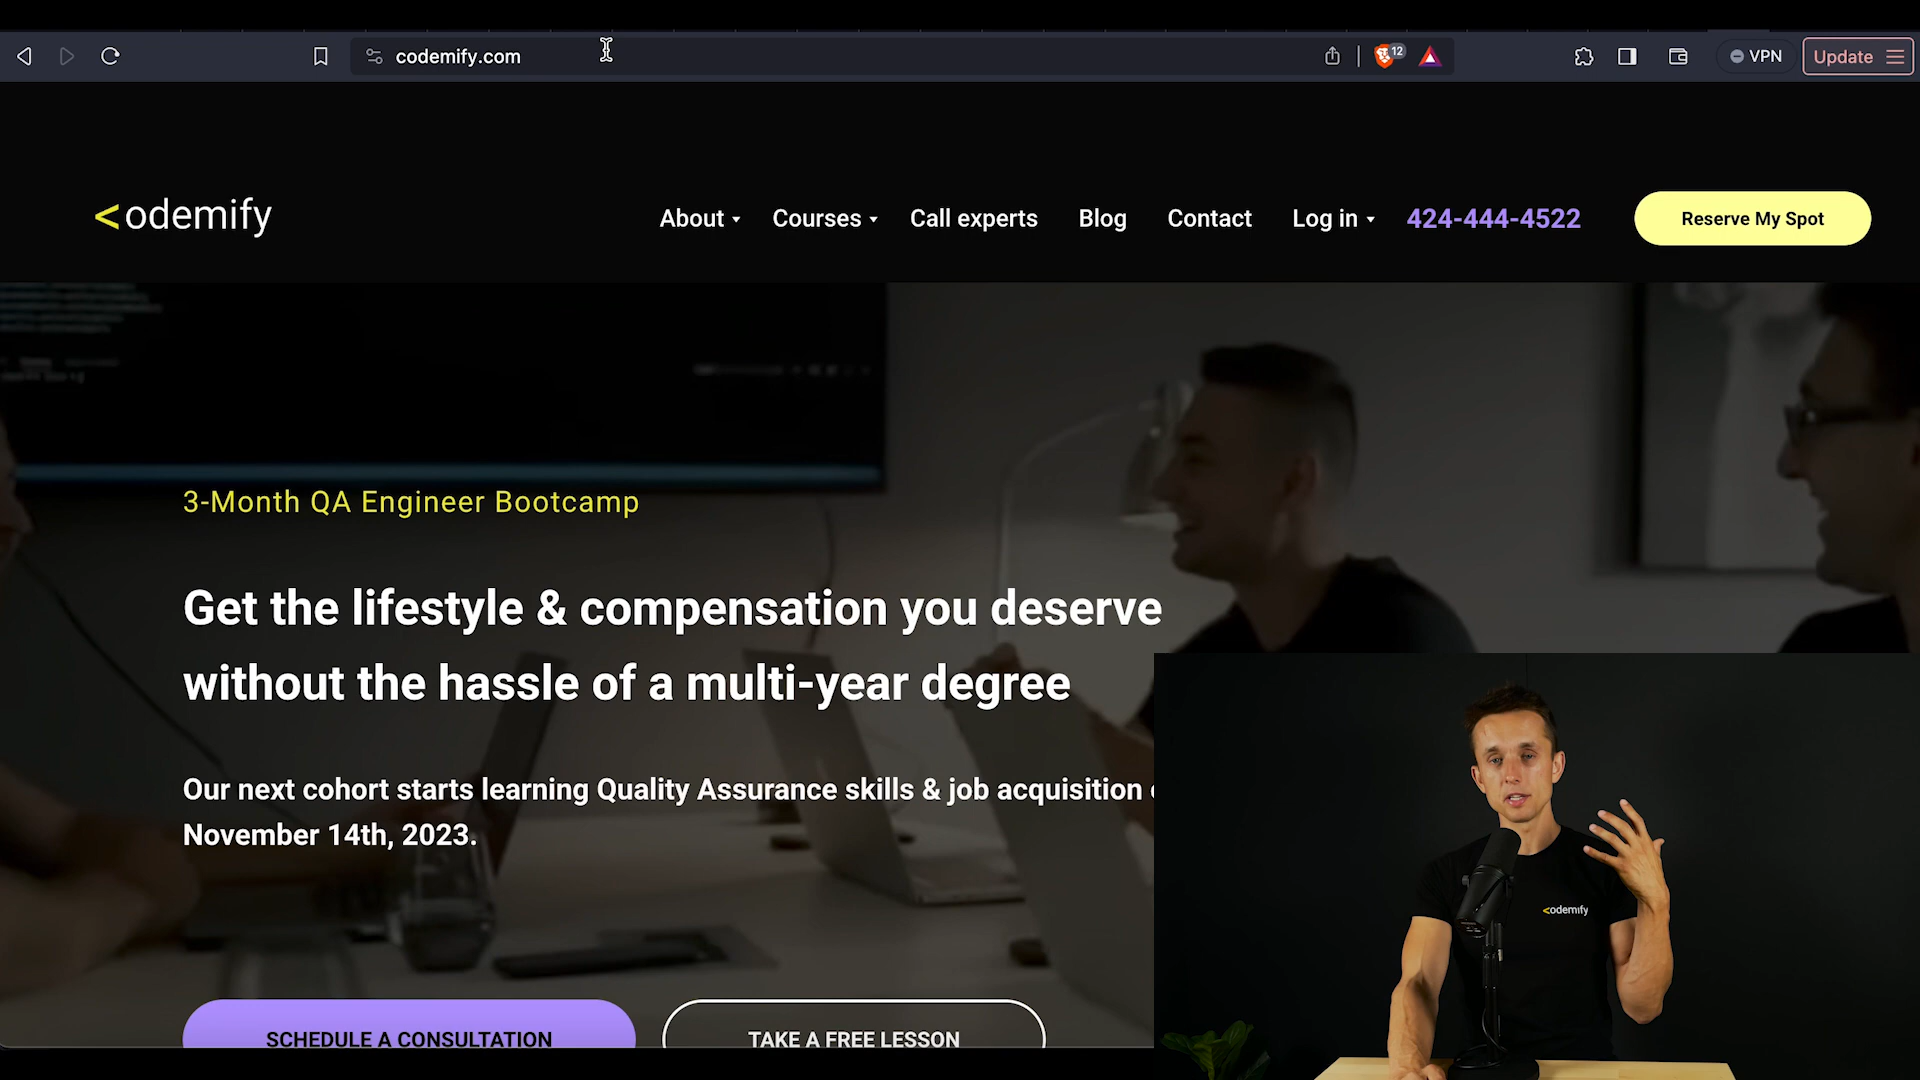 codemify.com
12
VPN
Update
<odemify
About
Courses
Call experts
Blog
Contact
Log in
424-444-4522
Reserve My Spot
3-Month QA Engineer Bootcamp
Get the lifestyle & compensation you deserve
without the hassle of a multi-year degree
Our next cohort starts learning Quality Assurance skills & job acquisition
November 14th, 2023.
<odemify
SCHEDULE A CONSULTATION
TAKE A FREE LESSON